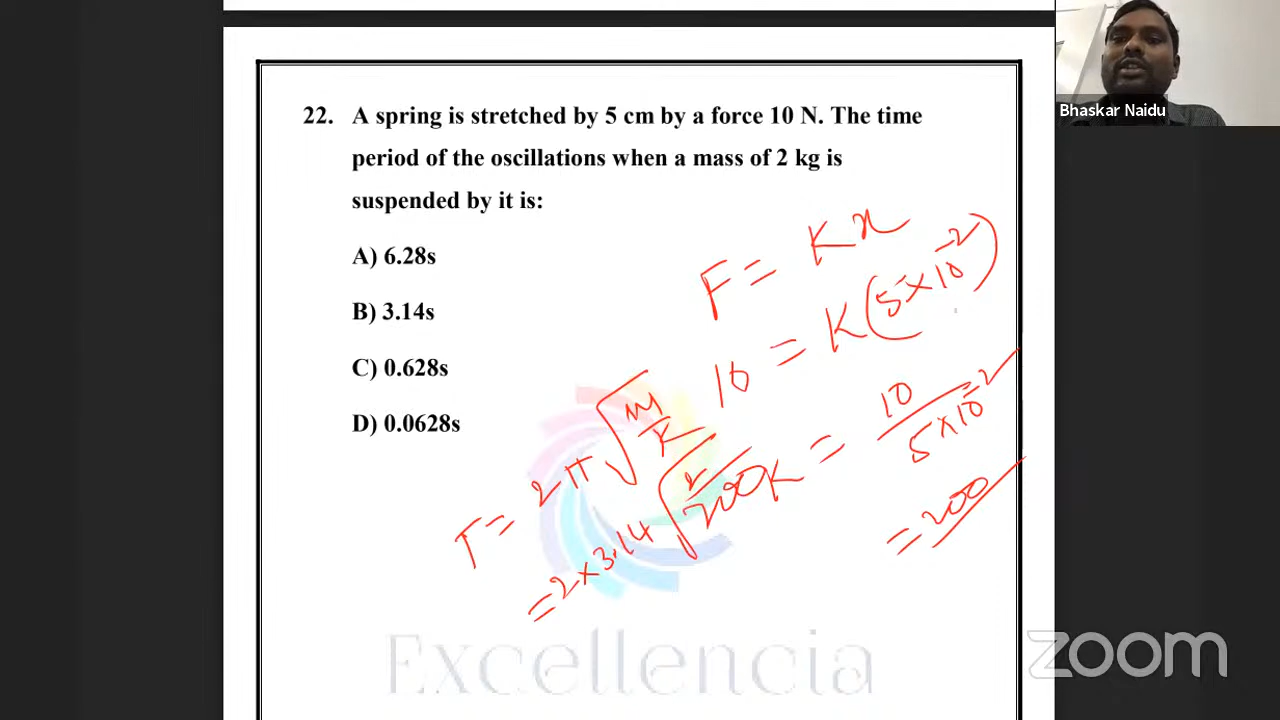 Bhaskar Naidu
22. A spring is stretched by 5 cm by a force 10 N. The time
period of the oscillations when a mass of 2 kg is
suspended by it is:
A) 6.28s
B) 3.14s
C) 0.628s
D) 0.0628s
F = Kx
10 = K(5×10⁻²)
K = 10/(5×10⁻²)
= 200
T = 2π√(M/K)
= 2×3.14√(2/200)
Excellencia
zoom